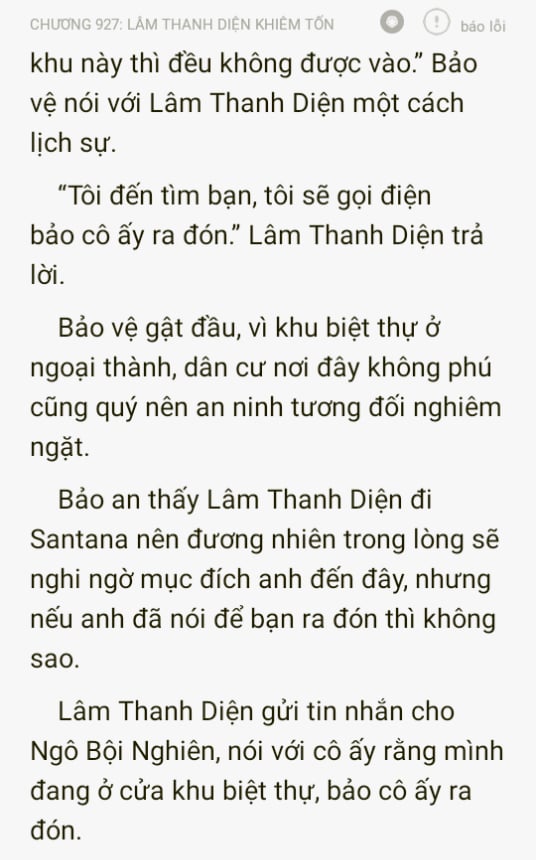 CHƯƠNG 927: LÂM THANH DIỆN KHIÊM TỐN báo lỗi
khu này thì đều không được vào.” Bảo
vệ nói với Lâm Thanh Diện một cách
lịch sự.
“Tôi đến tìm bạn, tôi sẽ gọi điện
bảo cô ấy ra đón.” Lâm Thanh Diện trả
lời.
Bảo vệ gật đầu, vì khu biệt thự ở
ngoại thành, dân cư nơi đây không phú
cũng quý nên an ninh tương đối nghiêm
ngặt.
Bảo an thấy Lâm Thanh Diện đi
Santana nên đương nhiên trong lòng sẽ
nghi ngờ mục đích anh đến đây, nhưng
nếu anh đã nói để bạn ra đón thì không
sao.
Lâm Thanh Diện gửi tin nhắn cho
Ngô Bội Nghiên, nói với cô ấy rằng mình
đang ở cửa khu biệt thự, bảo cô ấy ra
đón.